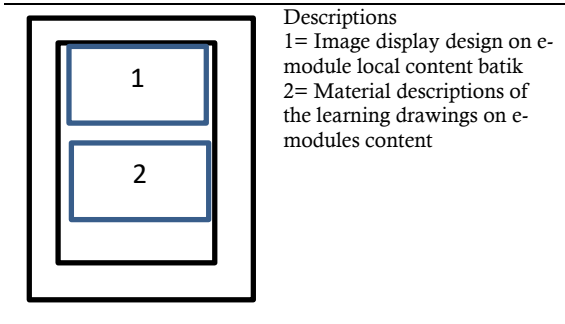 1
2
Descriptions
1= Image display design on e-
module local content batik
2= Material descriptions of
the learning drawings on e-
modules content